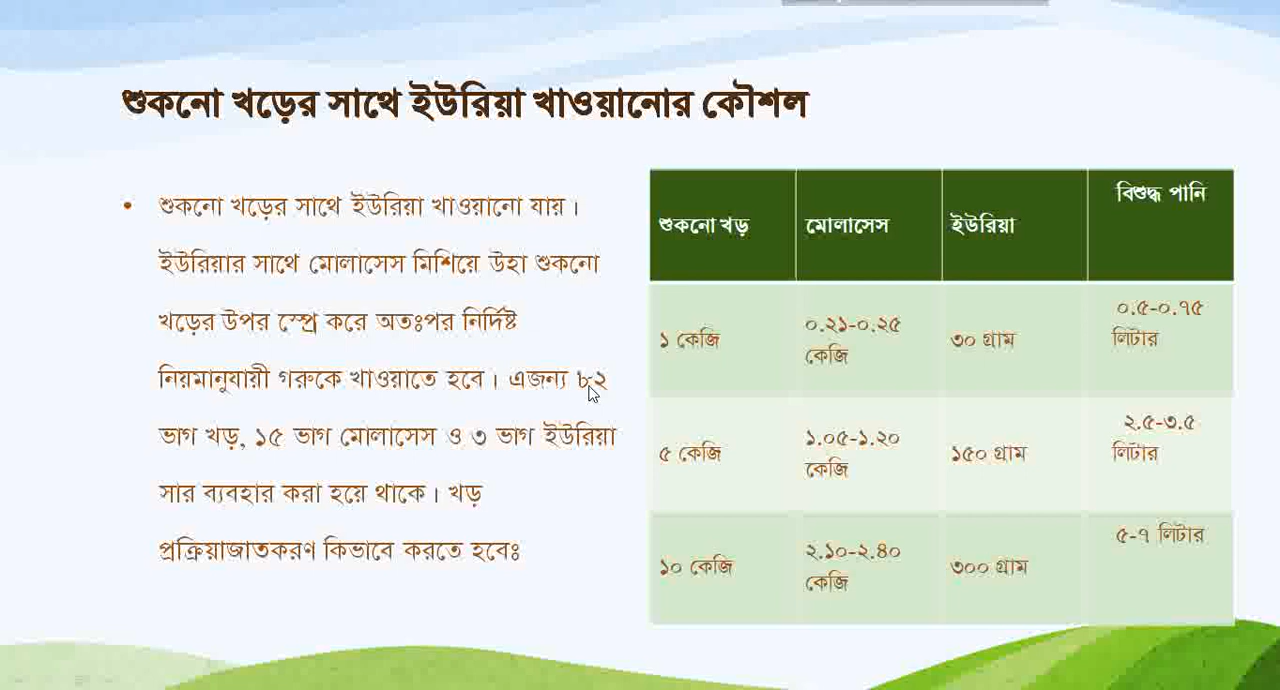 শুকনো খড়ের সাথে ইউরিয়া খাওয়ানোর কৌশল
• শুকনো খড়ের সাথে ইউরিয়া খাওয়ানো যায়।
ইউরিয়ার সাথে মোলাসেস মিশিয়ে উহা শুকনো
খড়ের উপর স্প্রে করে অতঃপর নির্দিষ্ট
নিয়মানুযায়ী গরুকে খাওয়াতে হবে। এজন্য ৮২
ভাগ খড়, ১৫ ভাগ মোলাসেস ও ৩ ভাগ ইউরিয়া
সার ব্যবহার করা হয়ে থাকে। খড়
প্রক্রিয়াজাতকরণ কিভাবে করতে হবেঃ
শুকনো খড় মোলাসেস ইউরিয়া বিশুদ্ধ পানি
১ কেজি ০.২১-০.২৫ কেজি ৩০ গ্রাম ০.৫-০.৭৫ লিটার
৫ কেজি ১.০৫-১.২০ কেজি ১৫০ গ্রাম ২.৫-৩.৫ লিটার
১০ কেজি ২.১০-২.৪০ কেজি ৩০০ গ্রাম ৫-৭ লিটার